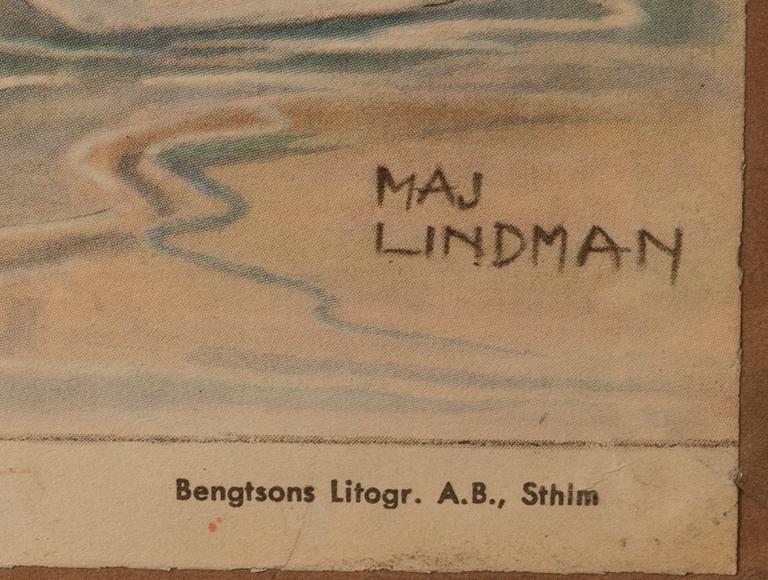 MAJ
LINDMAN
Bengtsons Litogr. A.B., Sthlm